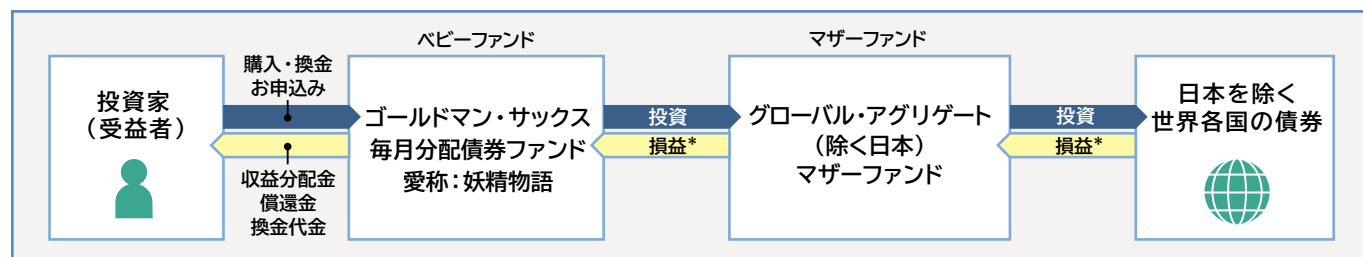 ベビーファンド
マザーファンド
投資家
（受益者）
購入・換金
お申込み
収益分配金
償還金
換金代金
ゴールドマン・サックス
毎月分配債券ファンド
愛称：妖精物語
投資
損益*
グローバル・アグリゲート
（除く日本）
マザーファンド
投資
損益*
日本を除く
世界各国の債券